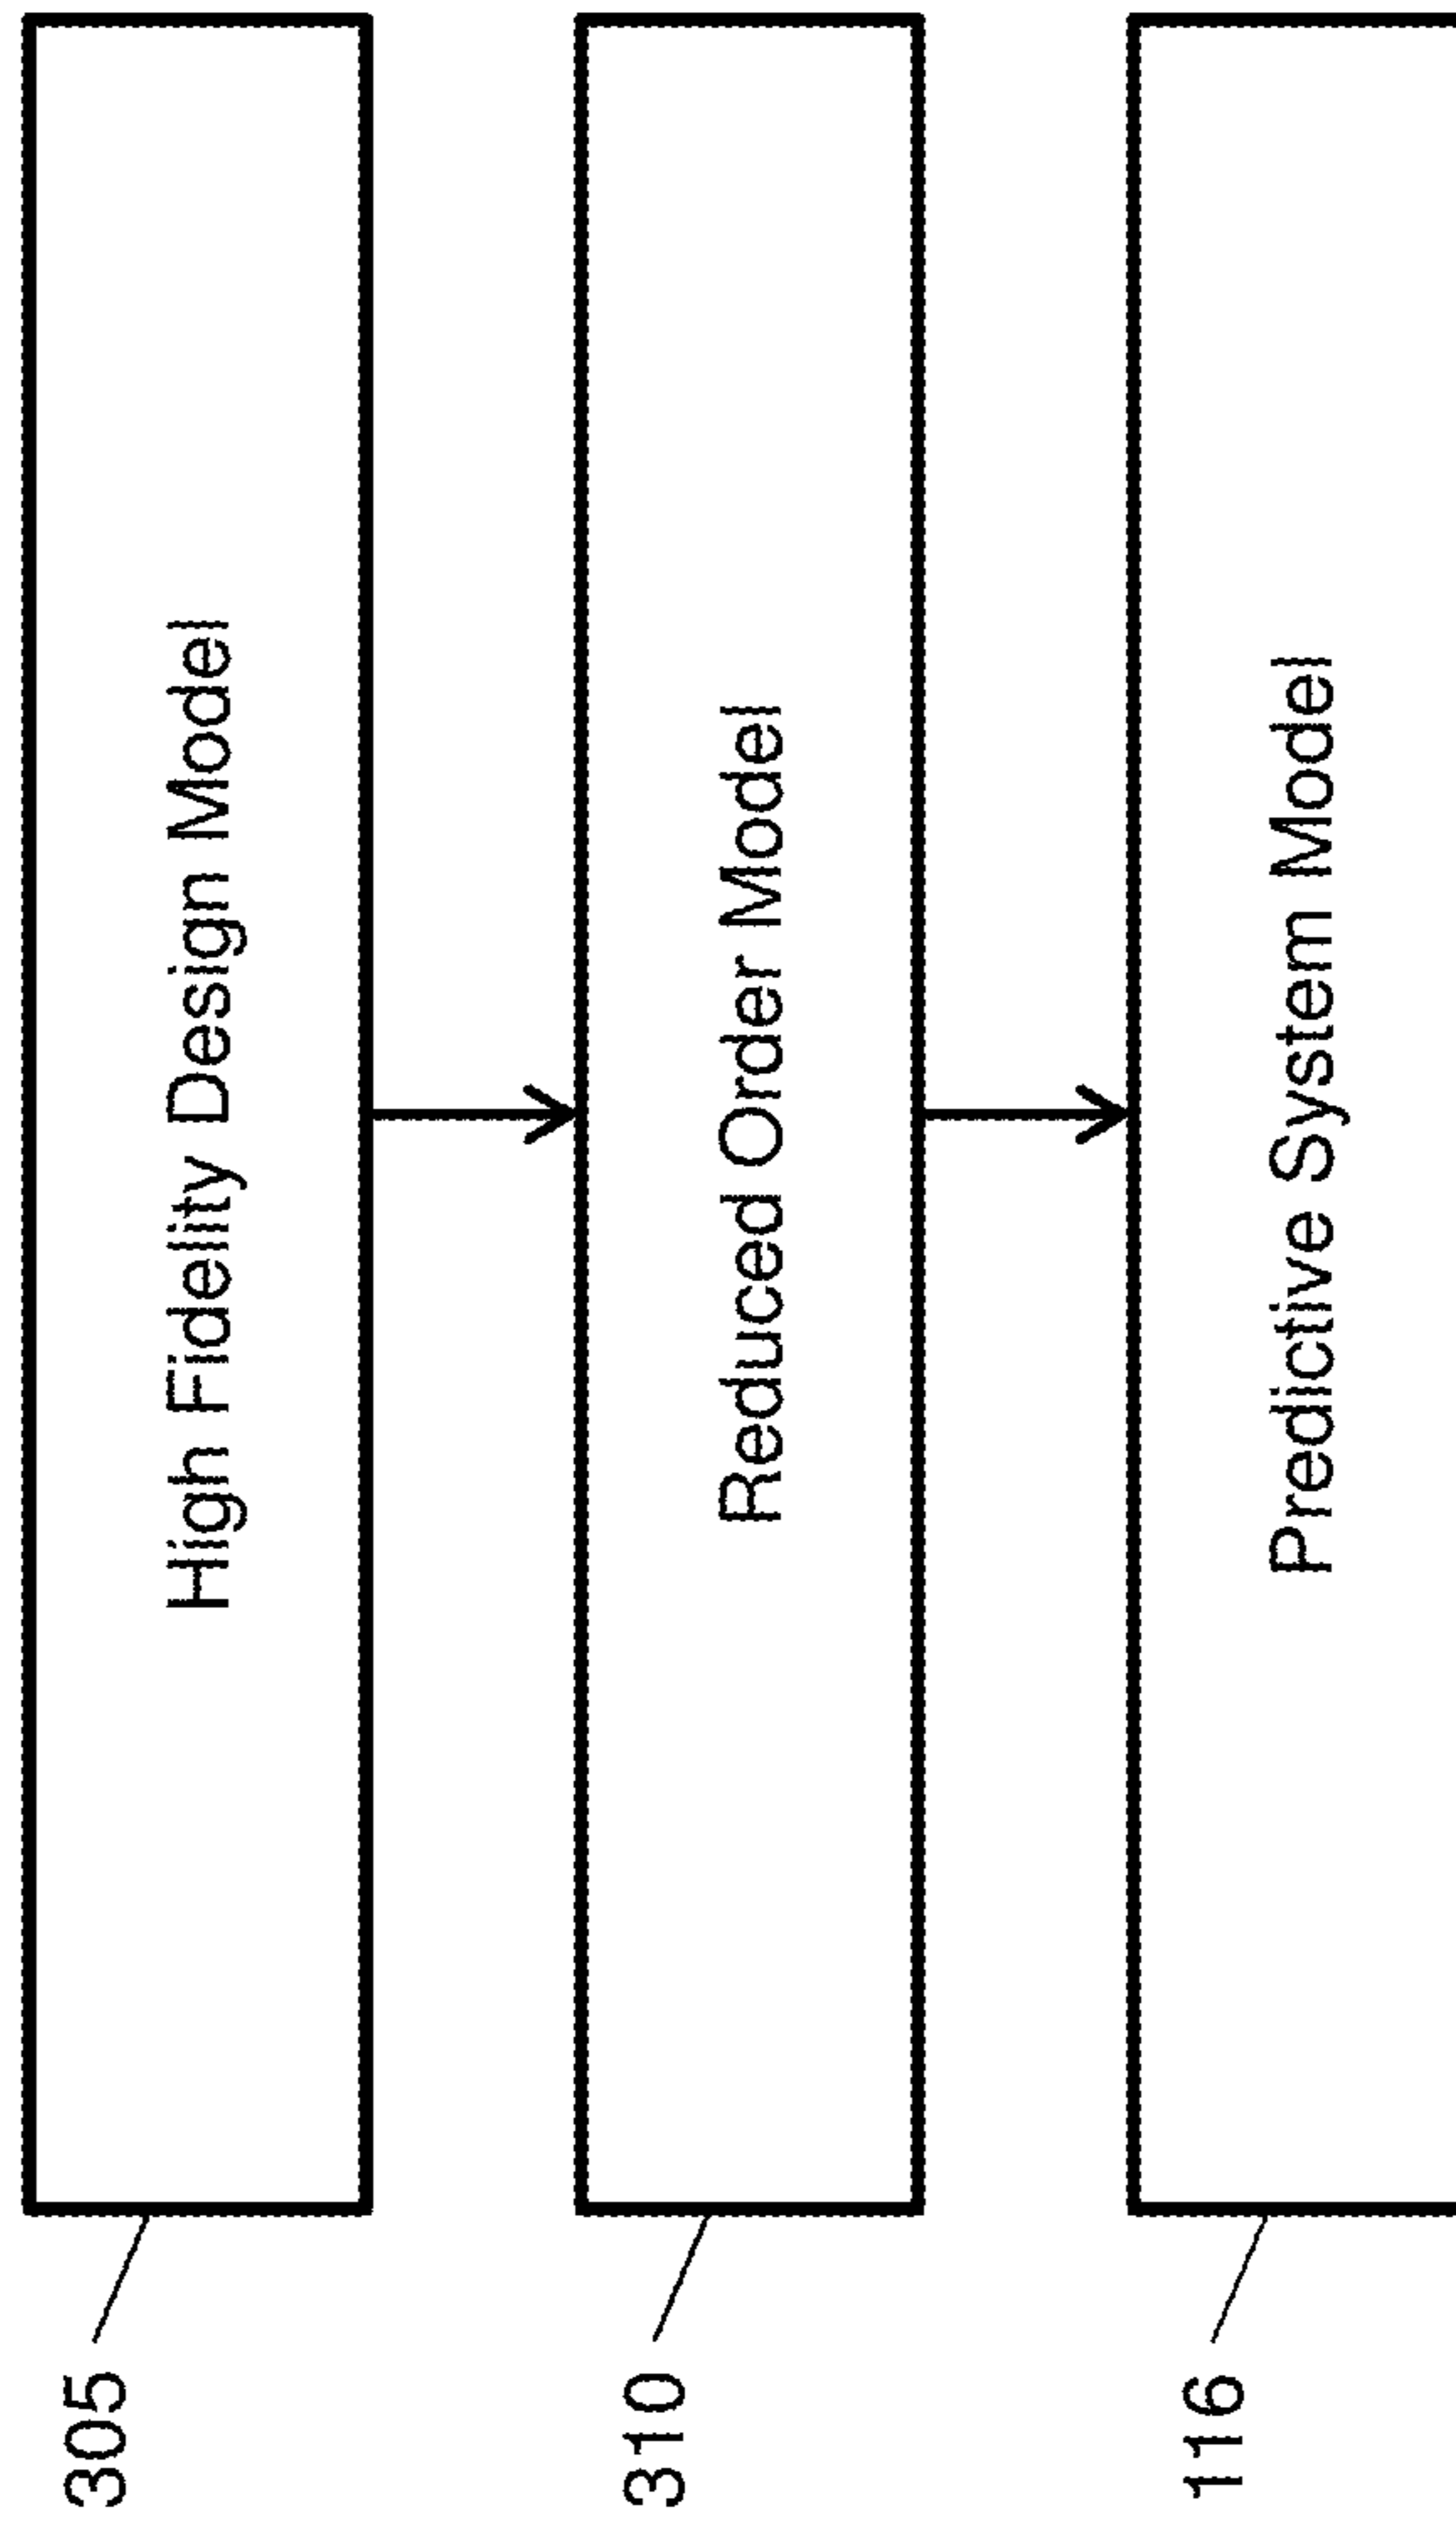 305
High Fidelity Design Model
310
Reduced Order Model
116
Predictive System Model